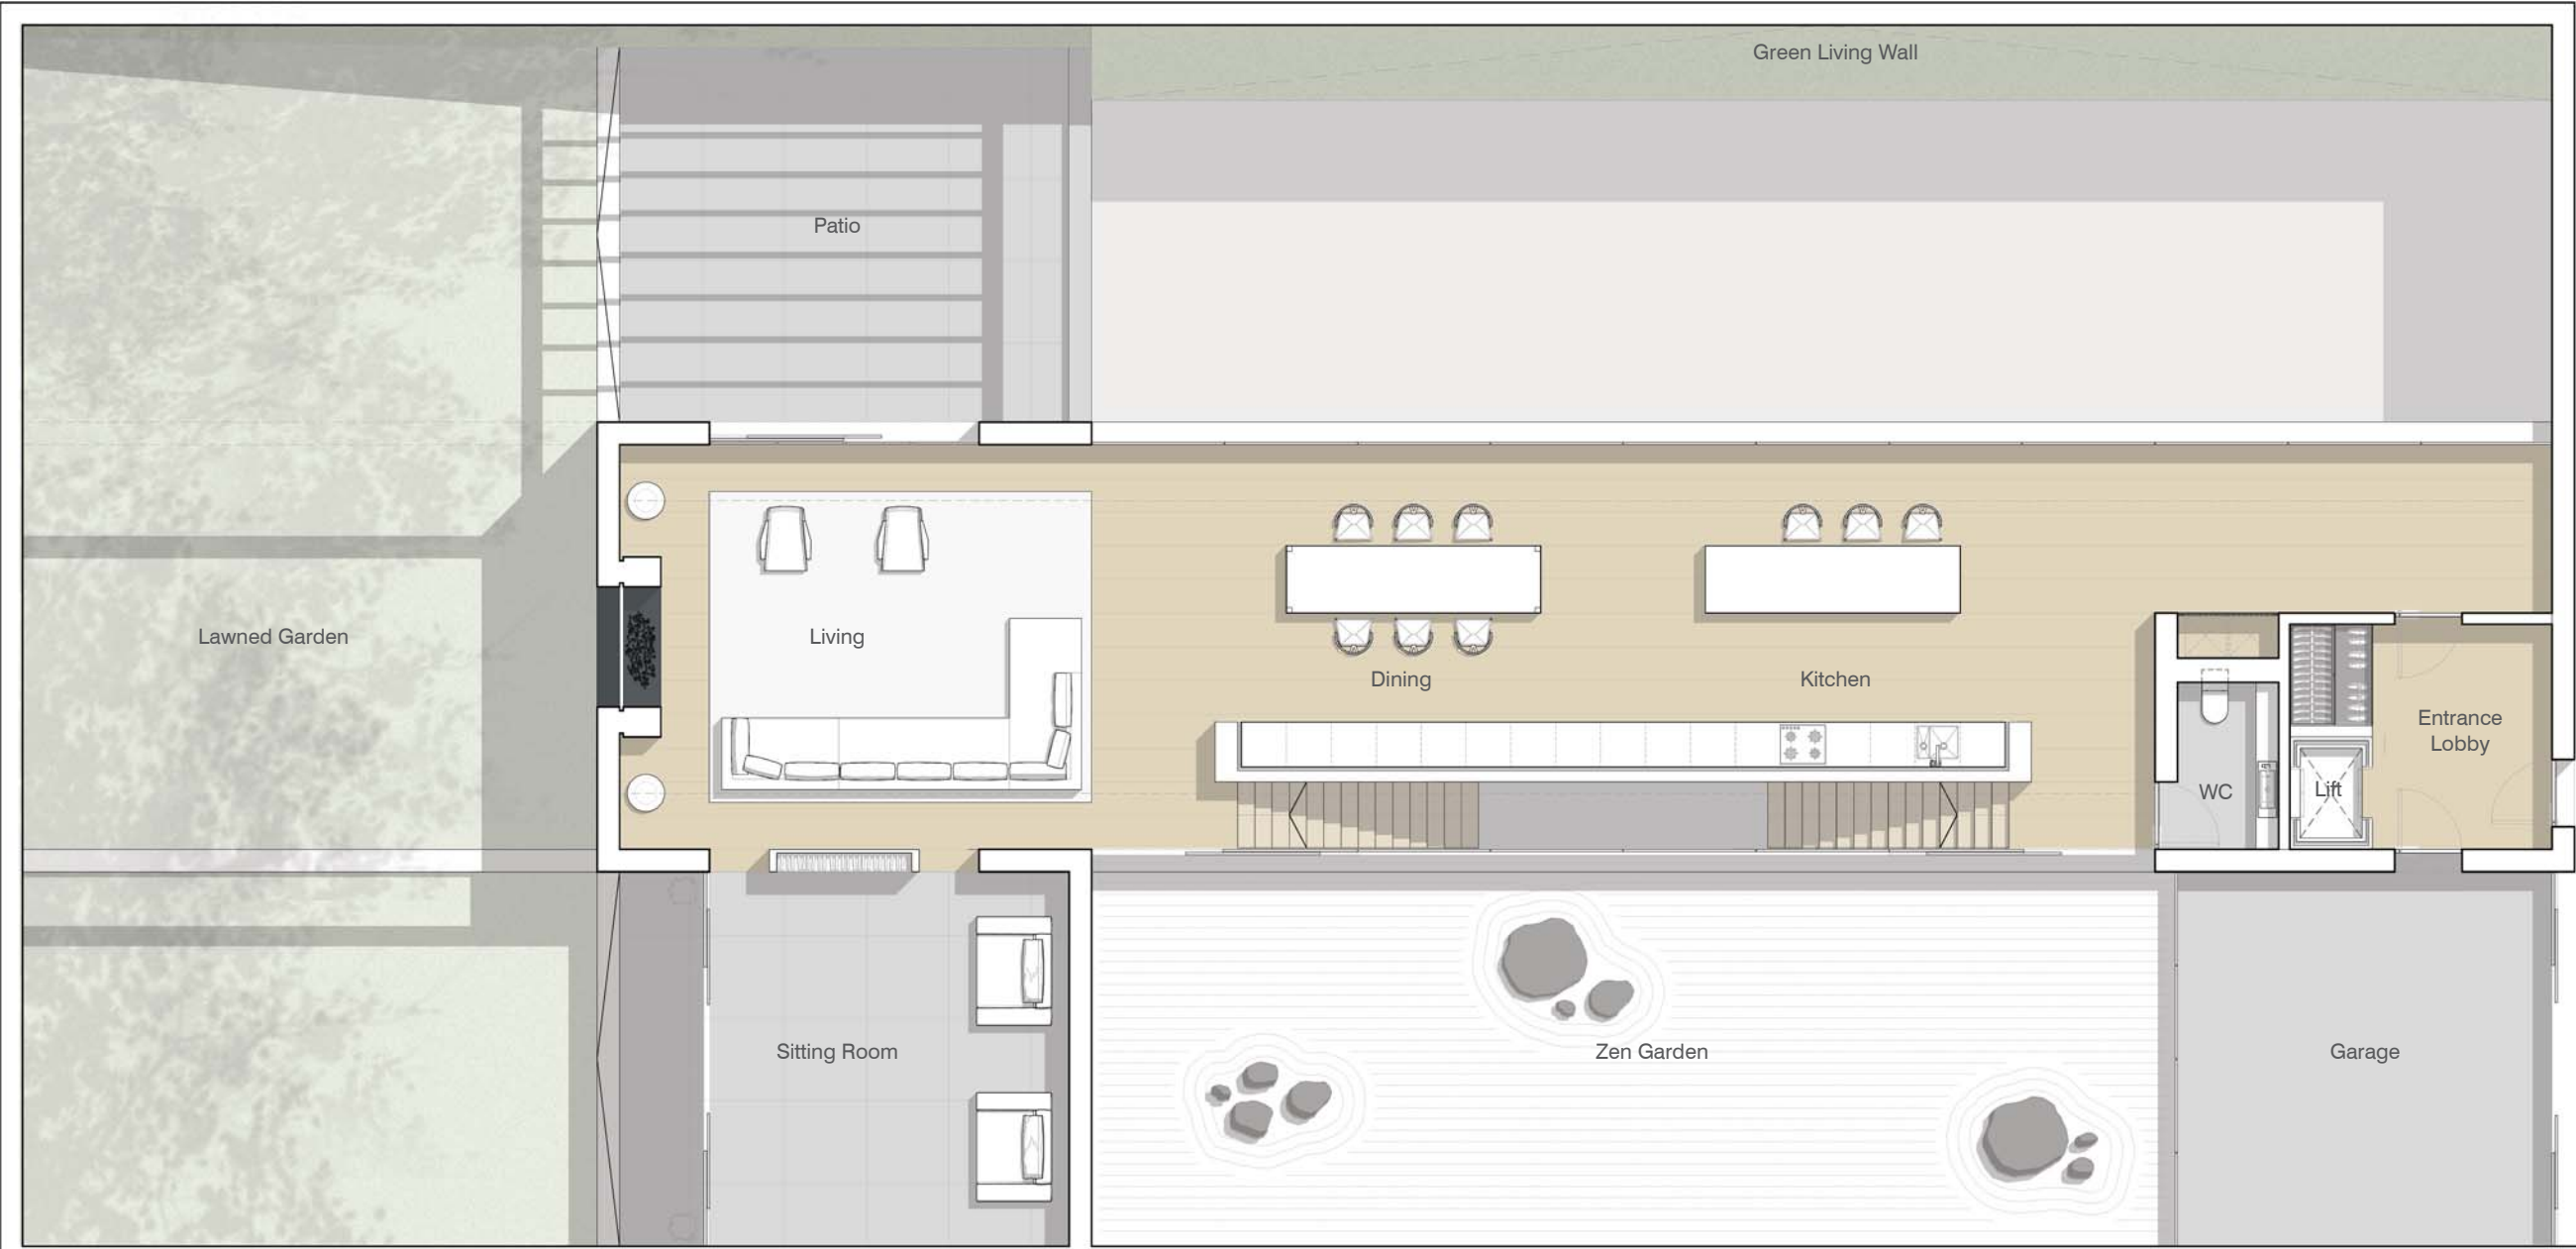 Green Living Wall
Patio
Lawned Garden
Living
Dining
Kitchen
Entrance
Lobby
WC
Lift
Sitting Room
Zen Garden
Garage